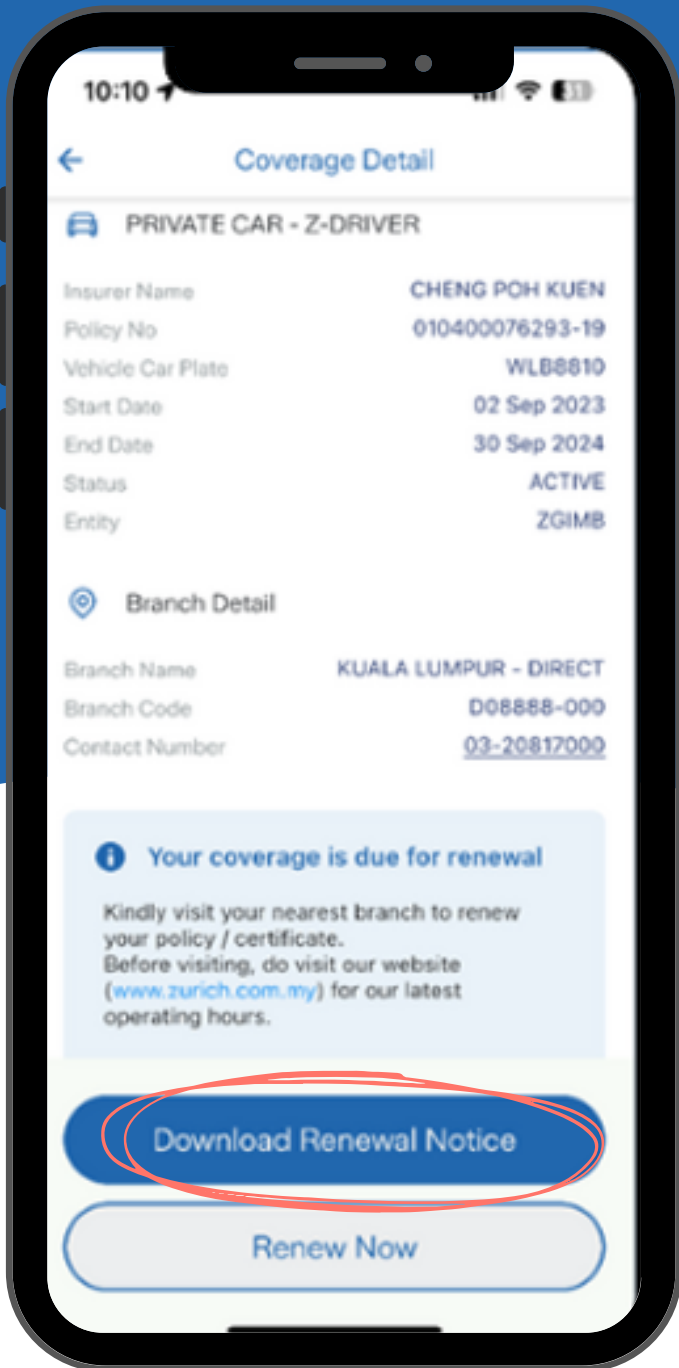 10:10
31
Coverage Detail
PRIVATE CAR - Z-DRIVER
Insurer Name CHENG POH KUEN
Policy No 010400076293-19
Vehicle Car Plate WLB8810
Start Date 02 Sep 2023
End Date 30 Sep 2024
Status ACTIVE
Entity ZGIMB
Branch Detail
Branch Name KUALA LUMPUR - DIRECT
Branch Code D08888-000
Contact Number 03-20817000
Your coverage is due for renewal
Kindly visit your nearest branch to renew
your policy / certificate.
Before visiting, do visit our website
(www.zurich.com.my) for our latest
operating hours.
Download Renewal Notice
Renew Now